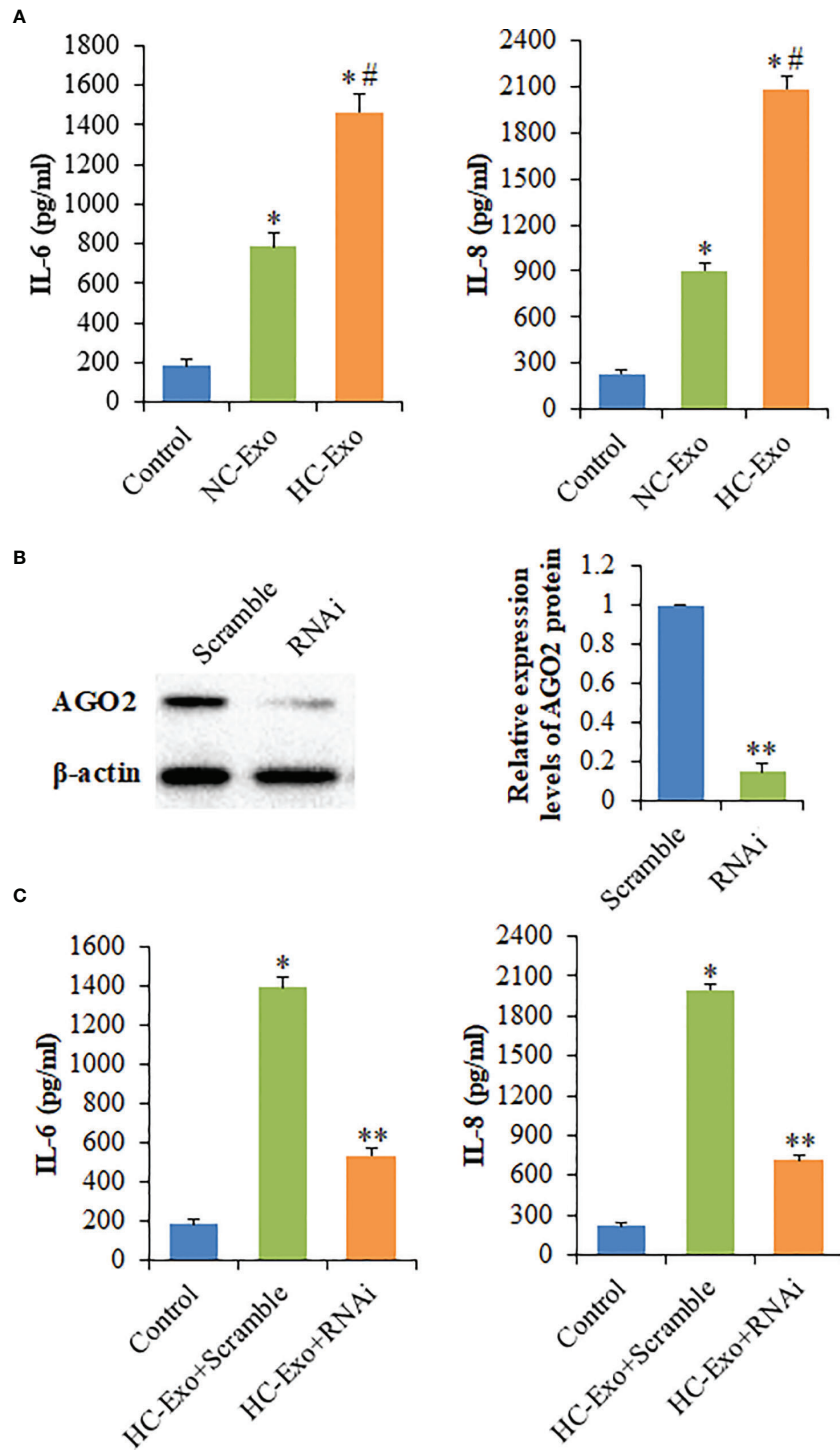 A
IL-6 (pg/ml)
1800
1600
1400
1200
1000
800
600
400
200
0
*
* #
Control
NC-Exo
HC-Exo
IL-8 (pg/ml)
2400
2100
1800
1500
1200
900
600
300
0
*
* #
Control
NC-Exo
HC-Exo
B
Scramble
RNAi
AGO2
β-actin
Relative expression
levels of AGO2 protein
1.2
1
0.8
0.6
0.4
0.2
0
**
Scramble
RNAi
C
IL-6 (pg/ml)
1600
1400
1200
1000
800
600
400
200
0
*
**
Control
HC-Exo+Scramble
HC-Exo+RNAi
IL-8 (pg/ml)
2400
2100
1800
1500
1200
900
600
300
0
*
**
Control
HC-Exo+Scramble
HC-Exo+RNAi